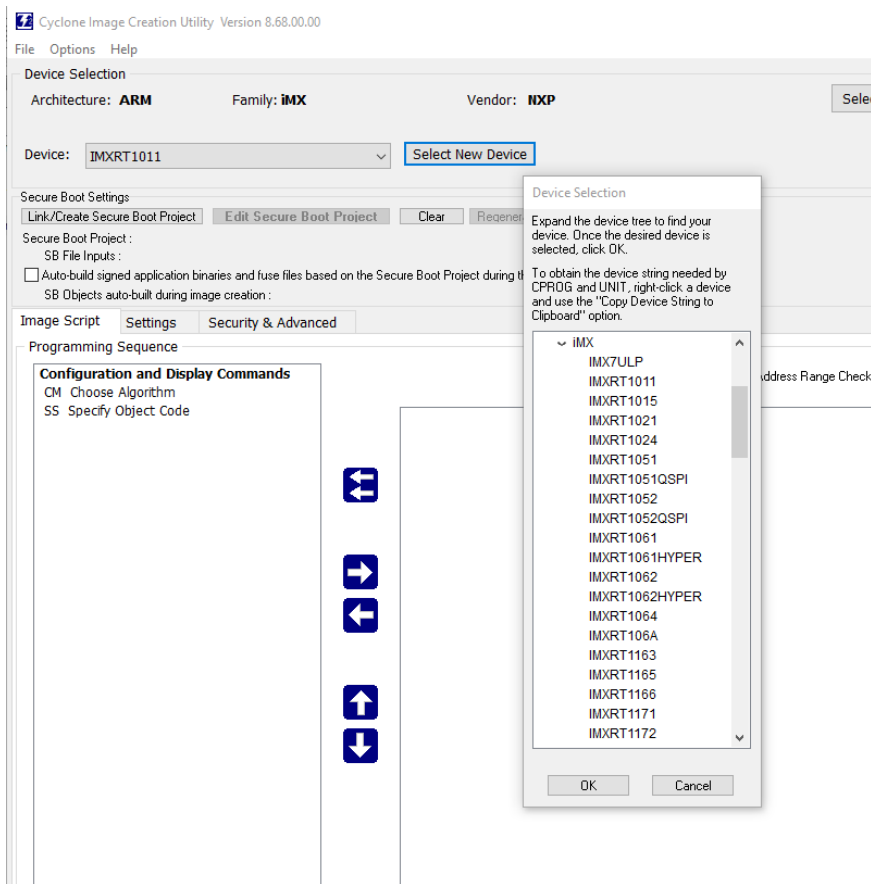 Cyclone Image Creation Utility Version 8.68.00.00
File Options Help
Device Selection
Architecture: ARM Family: iMX Vendor: NXP
Device: IMXRT1011 Select New Device
Secure Boot Settings
Link/Create Secure Boot Project Edit Secure Boot Project Clear
Secure Boot Project :
SB File Inputs :
Auto-build signed application binaries and fuse files based on the Secure Boot Project during
SB Objects auto-built during image creation :
Image Script Settings Security & Advanced
Programming Sequence
Configuration and Display Commands
CM Choose Algorithm
SS Specify Object Code
Address Range Check
Device Selection
Expand the device tree to find your
device. Once the desired device is
selected, click OK.
To obtain the device string needed by
CPROG and UNIT, right-click a device
and use the "Copy Device String to
Clipboard" option.
iMX
IMX7ULP
IMXRT1011
IMXRT1015
IMXRT1021
IMXRT1024
IMXRT1051
IMXRT1051QSPI
IMXRT1052
IMXRT1052QSPI
IMXRT1061
IMXRT1061HYPER
IMXRT1062
IMXRT1062HYPER
IMXRT1064
IMXRT106A
IMXRT1163
IMXRT1165
IMXRT1166
IMXRT1171
IMXRT1172
OK Cancel